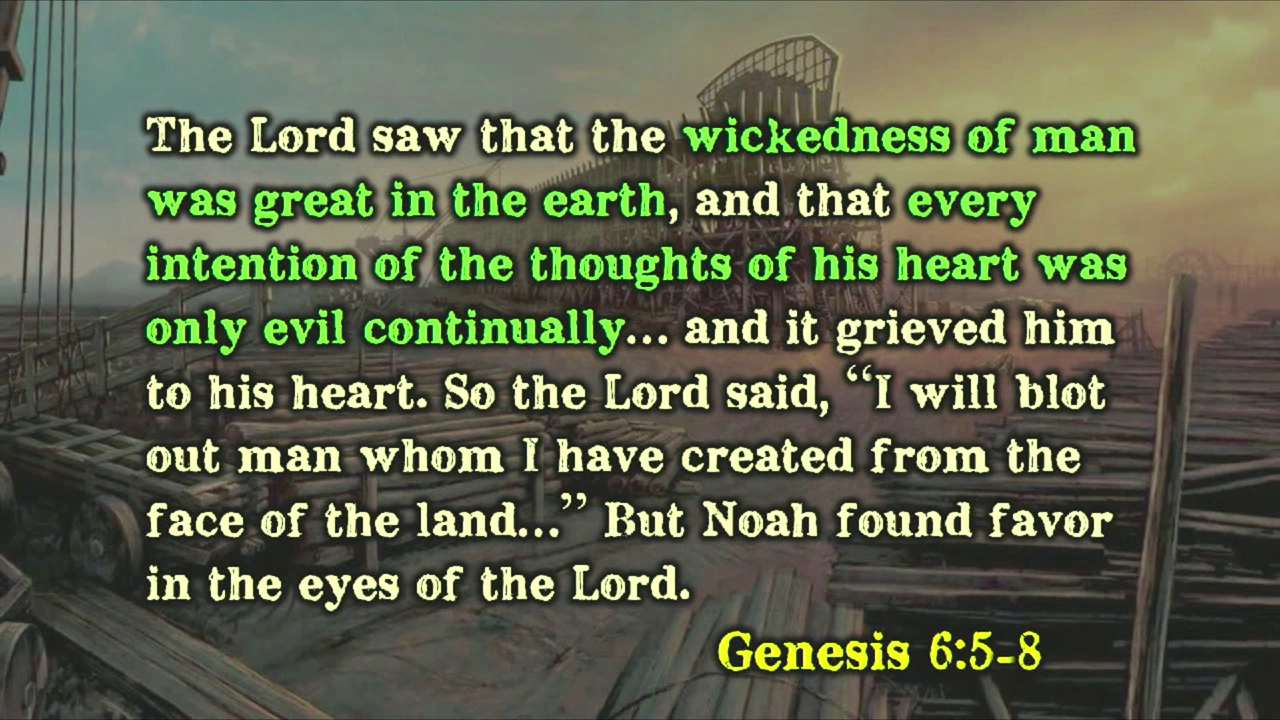 The Lord saw that the wickedness of man
was great in the earth, and that every
intention of the thoughts of his heart was
only evil continually... and it grieved him
to his heart. So the Lord said, “I will blot
out man whom I have created from the
face of the land...” But Noah found favor
in the eyes of the Lord.
Genesis 6:5-8